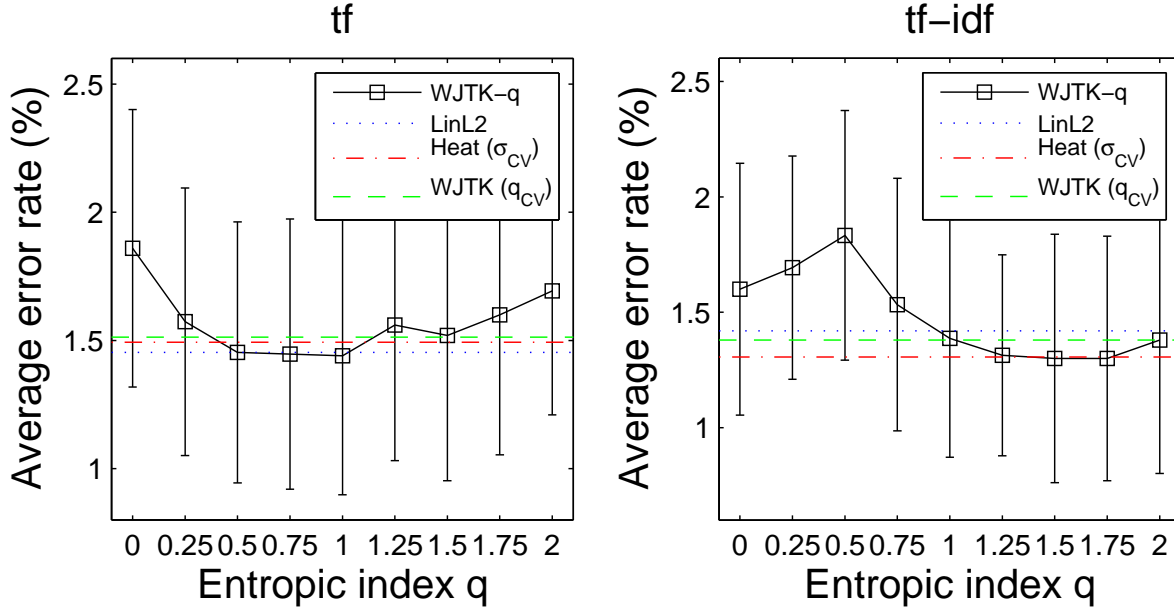 tf
Average error rate (%)
2.5
2
1.5
1
WJTK−q
LinL2
Heat (σCV)
WJTK (qCV)
0 0.25 0.5 0.75 1 1.25 1.5 1.75 2
Entropic index q
tf−idf
Average error rate (%)
2.5
2
1.5
1
WJTK−q
LinL2
Heat (σCV)
WJTK (qCV)
0 0.25 0.5 0.75 1 1.25 1.5 1.75 2
Entropic index q